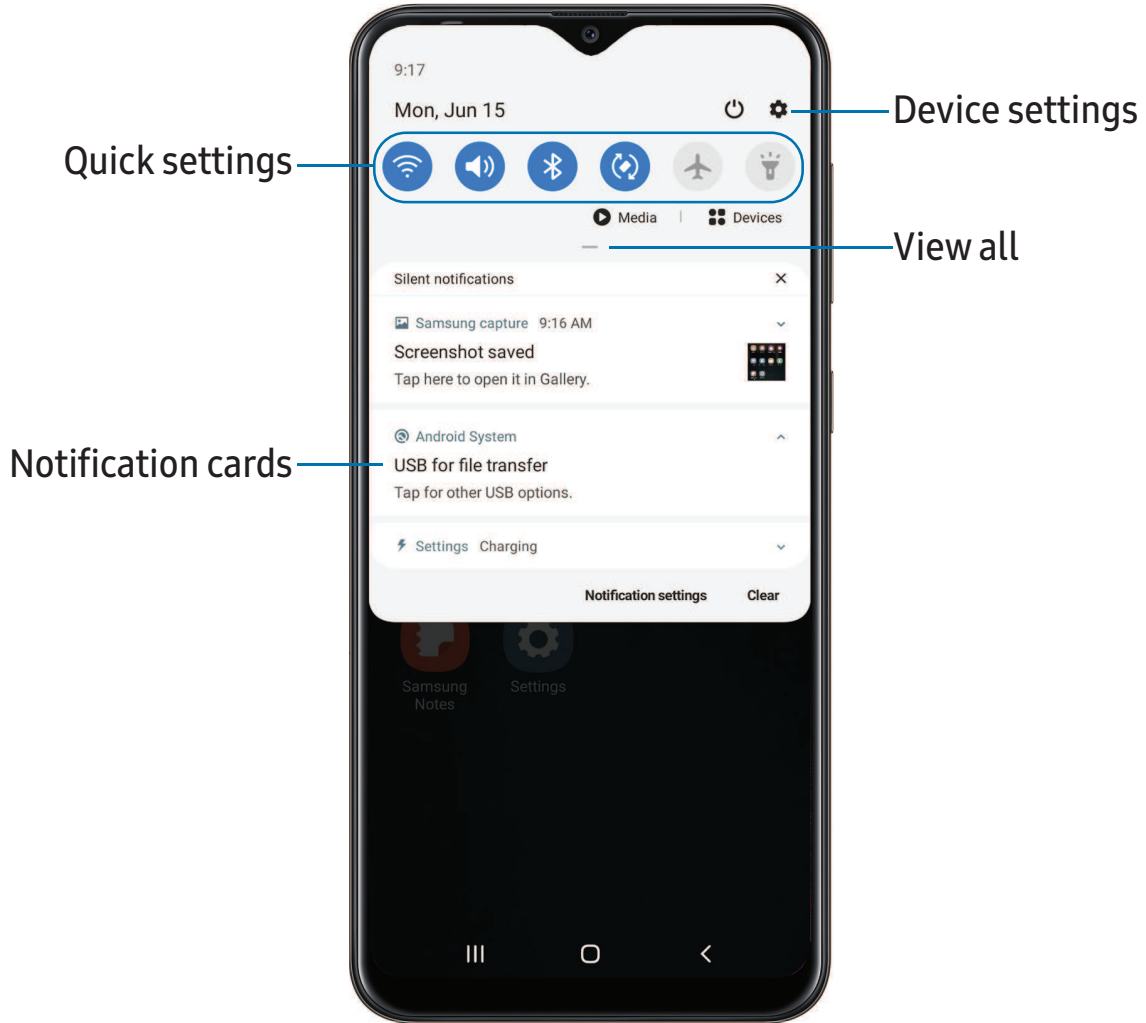 9:17
Mon, Jun 15
Device settings
Quick settings
Media
Devices
View all
Silent notifications
Samsung capture 9:16 AM
Screenshot saved
Tap here to open it in Gallery.
Android System
Notification cards
USB for file transfer
Tap for other USB options.
Settings Charging
Notification settings
Clear
Samsung
Notes
Settings